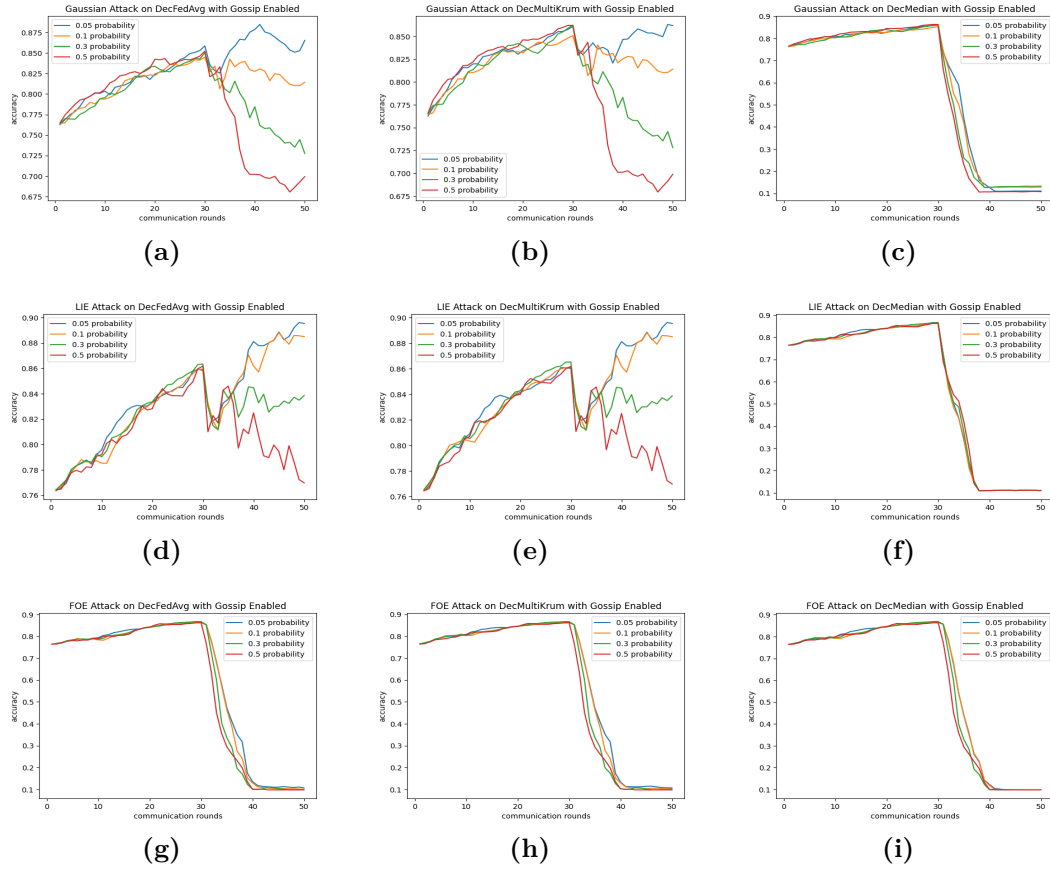 Gaussian Attack on DecFedAvg with Gossip Enabled
0.05 probability
0.1 probability
0.3 probability
0.5 probability
0.875
0.850
0.825
0.800
0.775
0.750
0.725
0.700
0.675
accuracy
0 10 20 30 40 50
communication rounds
(a)
Gaussian Attack on DecMultiKrum with Gossip Enabled
0.850
0.825
0.800
0.775
0.750
0.725
0.700
0.675
accuracy
0.05 probability
0.1 probability
0.3 probability
0.5 probability
0 10 20 30 40 50
communication rounds
(b)
Gaussian Attack on DecMedian with Gossip Enabled
0.05 probability
0.1 probability
0.3 probability
0.5 probability
0.9
0.8
0.7
0.6
0.5
0.4
0.3
0.2
0.1
accuracy
0 10 20 30 40 50
communication rounds
(c)
LIE Attack on DecFedAvg with Gossip Enabled
0.05 probability
0.1 probability
0.3 probability
0.5 probability
0.90
0.88
0.86
0.84
0.82
0.80
0.78
0.76
accuracy
0 10 20 30 40 50
communication rounds
(d)
LIE Attack on DecMultiKrum with Gossip Enabled
0.05 probability
0.1 probability
0.3 probability
0.5 probability
0.90
0.88
0.86
0.84
0.82
0.80
0.78
0.76
accuracy
0 10 20 30 40 50
communication rounds
(e)
LIE Attack on DecMedian with Gossip Enabled
0.05 probability
0.1 probability
0.3 probability
0.5 probability
0.9
0.8
0.7
0.6
0.5
0.4
0.3
0.2
0.1
accuracy
0 10 20 30 40 50
communication rounds
(f)
FOE Attack on DecFedAvg with Gossip Enabled
0.05 probability
0.1 probability
0.3 probability
0.5 probability
0.9
0.8
0.7
0.6
0.5
0.4
0.3
0.2
0.1
accuracy
0 10 20 30 40 50
communication rounds
(g)
FOE Attack on DecMultiKrum with Gossip Enabled
0.05 probability
0.1 probability
0.3 probability
0.5 probability
0.9
0.8
0.7
0.6
0.5
0.4
0.3
0.2
0.1
accuracy
0 10 20 30 40 50
communication rounds
(h)
FOE Attack on DecMedian with Gossip Enabled
0.05 probability
0.1 probability
0.3 probability
0.5 probability
0.9
0.8
0.7
0.6
0.5
0.4
0.3
0.2
0.1
accuracy
0 10 20 30 40 50
communication rounds
(i)